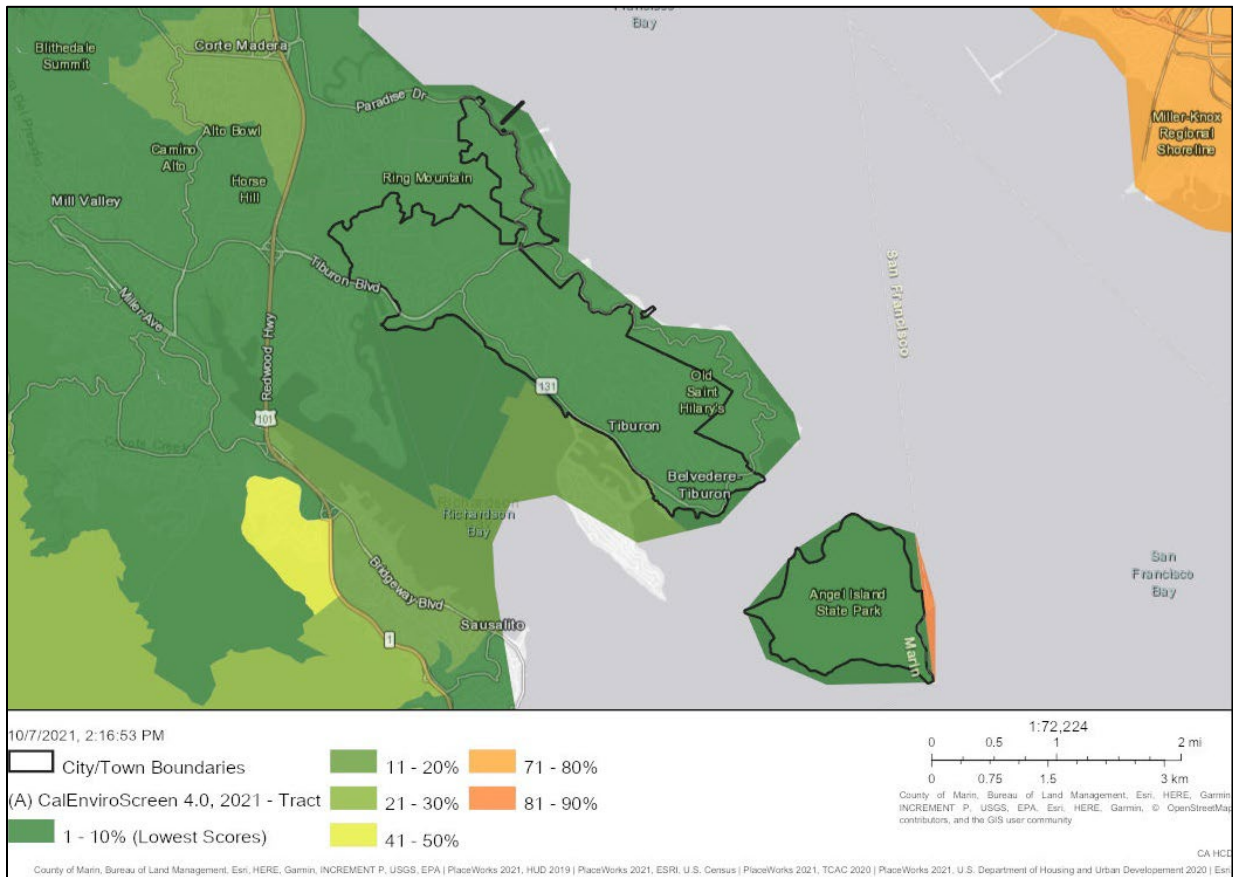 Francisco
Bay
Blithedale
Summit
Corte Madera
Paradise Dr
Alto Bowl
Camino
Alto
Horse
Hill
Ring Mountain
Mill Valley
Miller-Knox
Regional
Shoreline
Tiburon Blvd
Miller Ave
Redwood Hwy
San Francisco
101
131
Old
Saint
Hilary's
Tiburon
Coyote Creek
Belvedere-
Tiburon
Richardson
Richardson
Bay
Bridgeway Blvd
San
Francisco
Bay
Angel Island
State Park
Marin
Sausalito
1
10/7/2021, 2:16:53 PM
City/Town Boundaries
(A) CalEnviroScreen 4.0, 2021 - Tract
1 - 10% (Lowest Scores)
11 - 20%
21 - 30%
41 - 50%
71 - 80%
81 - 90%
1:72,224
0 0.5 1 2 mi
0 0.75 1.5 3 km
County of Marin, Bureau of Land Management, Esri, HERE, Garmin,
INCREMENT P, USGS, EPA, Esri, HERE, Garmin, © OpenStreetMap
contributors, and the GIS user community
CA HCD
County of Marin, Bureau of Land Management, Esri, HERE, Garmin, INCREMENT P, USGS, EPA | PlaceWorks 2021, HUD 2019 | PlaceWorks 2021, ESRI, U.S. Census | PlaceWorks 2021, TCAC 2020 | PlaceWorks 2021, U.S. Department of Housing and Urban Developement 2020 | Esri